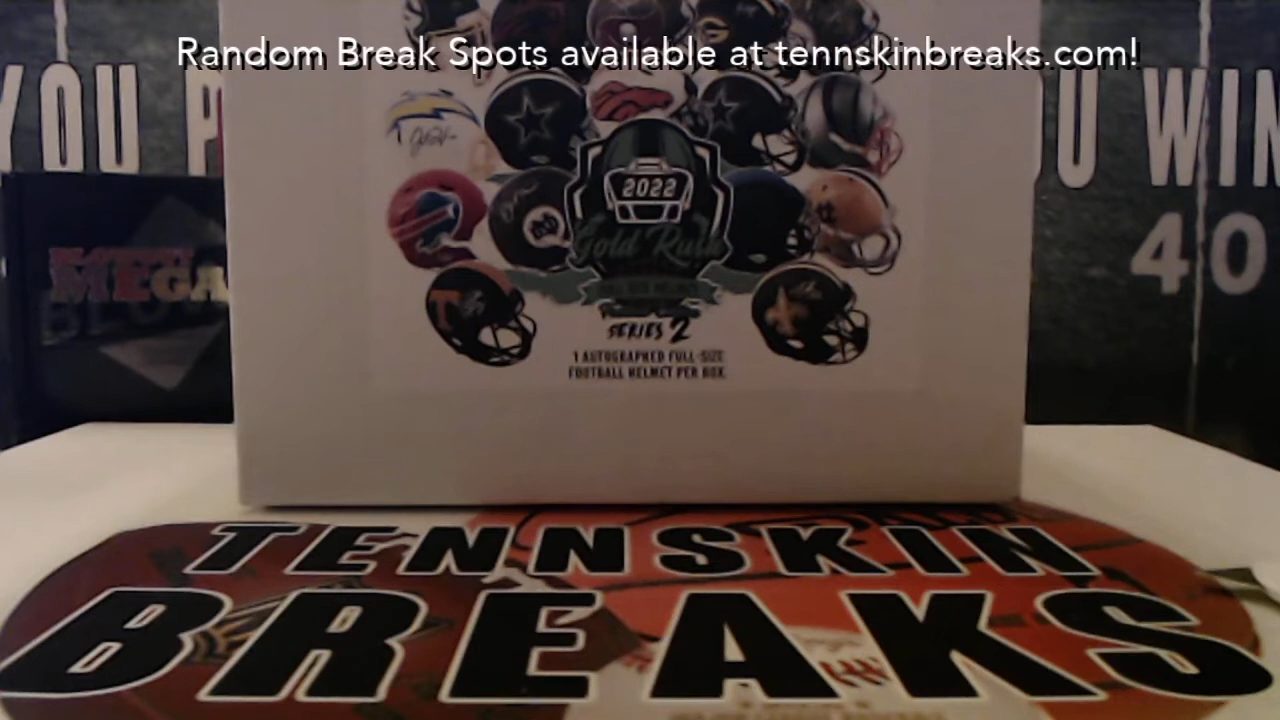 Random Break Spots available at tennskinbreaks.com!
YOU P
OU WIN
40
MEGA
2022
Gold Rush
SERIES 2
1 AUTOGRAPHED FULL-SIZE
FOOTBALL HELMET PER BOX
TENNSKIN
BREAKS